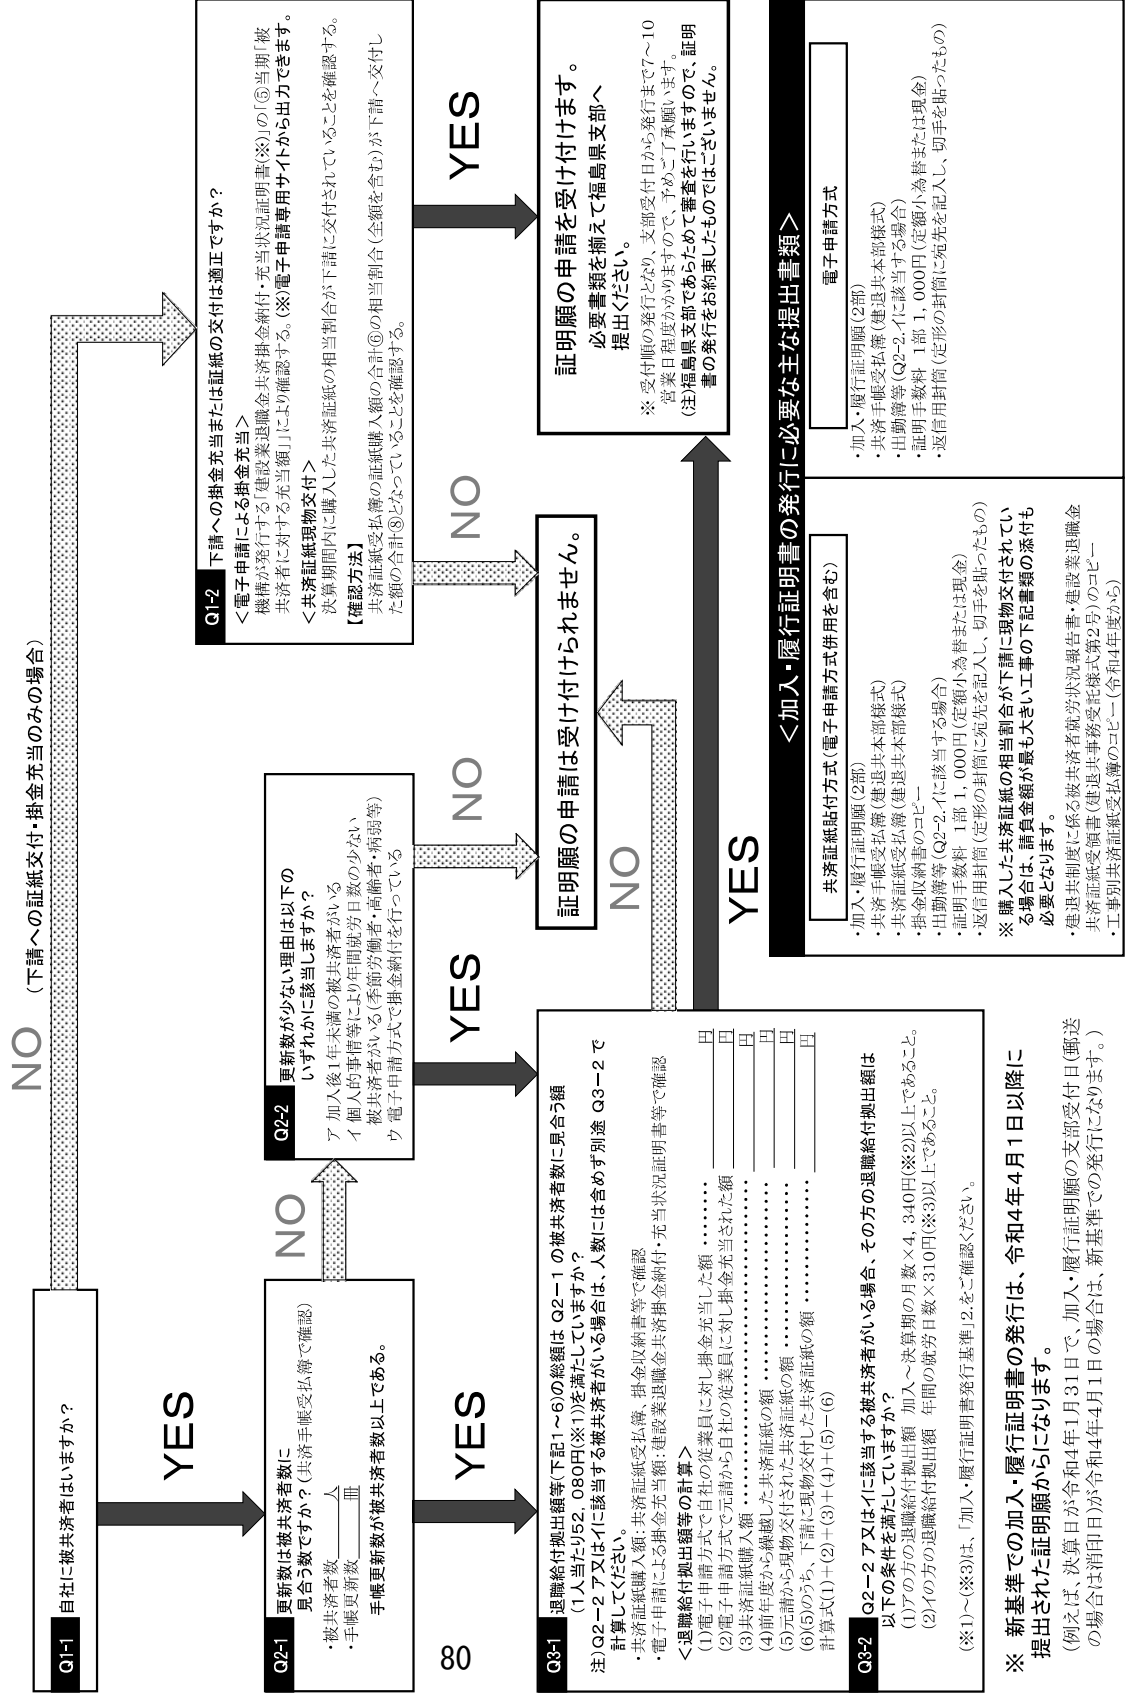 Q1-1 自社に被共済者はいますか？
NO
（下請への証紙交付・掛金充当のみの場合）
YES
Q1-2 下請への掛金充当または証紙の交付は適正ですか？
＜電子申請による掛金充当＞
機構が発行する「建設業退職金共済掛金納付・充当状況証明書(※)」の「⑤当期「被
共済者に対する充当額」」により確認する。(※)電子申請専用サイトから出力できます。
＜共済証紙現物交付＞
決算期間内に購入した共済証紙の相当割合が下請に交付されていることを確認する。
【確認方法】
共済証紙受払簿の証紙購入額の合計⑥の相当割合（全額を含む）が下請へ交付し
た額の合計⑧となっていることを確認する。
NO
YES
Q2-1 更新数は被共済者数に
見合う数ですか？（共済手帳受払簿で確認）
・被共済者数　　　人
・手帳更新数　　　冊
手帳更新数が被共済者数以上である。
NO
YES
Q2-2 更新数が少ない理由は以下の
いずれかに該当しますか？
ア 加入後１年未満の被共済者がいる
イ 個人的事情等により年間就労日数の少ない
被共済者がいる（季節労働者・高齢者・病弱等）
ウ 電子申請方式で掛金納付を行っている
YES
NO
Q3-1 退職給付拠出額等(下記１～６)の総額は Q２－１ の被共済者数に見合う額
（１人当たり５２，０８０円(※１))を満たしていますか？
注)Q２－２ ア又はイに該当する被共済者がいる場合は、人数には含めず別途 Q３－２ で
計算してください。
・共済証紙購入額:共済証紙受払簿、掛金収納書等で確認
・電子申請による掛金充当額:建設業退職金共済掛金納付・充当状況証明書等で確認
＜退職給付拠出額等の計算＞
(1)電子申請方式で自社の従業員に対し掛金充当した額 ‥‥‥　　　円
(2)電子申請方式で元請から自社の従業員に対し掛金充当された額　　　円
(3)共済証紙購入額 ‥‥‥‥‥‥‥‥‥‥　　　円
(4)前年度から繰越した共済証紙の額 ‥‥‥‥‥‥‥‥　　　円
(5)元請から現物交付された共済証紙の額 ‥‥‥‥‥‥‥　　　円
(6)(5)のうち、下請に現物交付した共済証紙の額 ‥‥‥‥‥‥　　　円
計算式(1)＋(2)＋(3)＋(4)＋(5)－(6)
Q3-2 Q２－２ ア又はイに該当する被共済者がいる場合、その方の退職給付拠出額は
以下の条件を満たしていますか？
(1)アの方の退職給付拠出額　加入～決算期の月数×４，３４０円(※２)以上であること。
(2)イの方の退職給付拠出額　年間の就労日数×３１０円(※３)以上であること。
(※１)～(※３)は、「加入・履行証明書発行基準」２.をご確認ください。
NO
YES
証明願の申請は受け付けられません。
証明願の申請を受け付けます。
必要書類を揃えて福島県支部へ
提出ください。
※ 受付順の発行となり、支部受付日から発行まで７～１０
営業日程度かかりますので、予めご了承願います。
(注)福島県支部であらためて審査を行いますので、証明
書の発行をお約束したものではございません。
＜加入・履行証明書の発行に必要な主な提出書類＞
共済証紙貼付方式（電子申請方式併用を含む）
・加入・履行証明願（２部）
・共済手帳受払簿（建退共本部様式）
・共済証紙受払簿（建退共本部様式）
・掛金収納書のコピー
・出勤簿等（Q２-２.イに該当する場合）
・証明手数料　１部 １，０００円（定額小為替または現金）
・返信用封筒（定形の封筒に宛先を記入し、切手を貼ったもの）
※ 購入した共済証紙の相当割合が下請に現物交付されてい
る場合は、請負金額が最も大きい工事の下記書類の添付も
必要となります。
・建退共制度に係る被共済者就労状況報告書・建設業退職金
共済証紙受領書（建退共事務受託様式第２号）のコピー
・工事別共済証紙受払簿のコピー（令和４年度から）
電子申請方式
・加入・履行証明願（２部）
・共済手帳受払簿（建退共本部様式）
・出勤簿等（Q２-２.イに該当する場合）
・証明手数料　１部 １，０００円（定額小為替または現金）
・返信用封筒（定形の封筒に宛先を記入し、切手を貼ったもの）
※ 新基準での加入・履行証明書の発行は、令和４年４月１日以降に
提出された証明願からになります。
（例えば、決算日が令和４年１月３１日で、加入・履行証明願の支部受付日（郵送
の場合は消印日が令和４年４月１日の場合は、新基準での発行になります。）
80